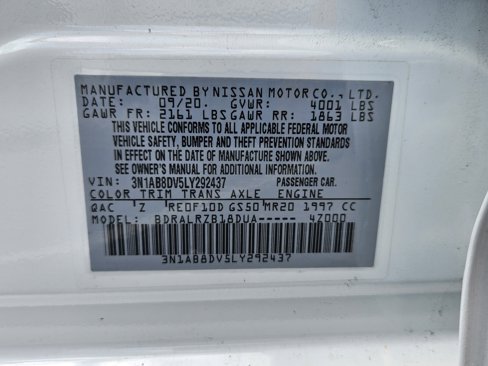 MANUFACTURED BY NISSAN MOTOR CO., LTD.
DATE: 09/20. GVWR: 4001 LBS
GAWR FR: 2161 LBS GAWR RR: 1863 LBS
THIS VEHICLE CONFORMS TO ALL APPLICABLE FEDERAL MOTOR
VEHICLE SAFETY, BUMPER AND THEFT PREVENTION STANDARDS
IN EFFECT ON THE DATE OF MANUFACTURE SHOWN ABOVE.
SEE OWNER'S MANUAL FOR ADDITIONAL INFORMATION
VIN: 3N1AB8DV5LY292437 PASSENGER CAR.
COLOR TRIM TRANS AXLE ENGINE
QAC Z RE0F10D GS50 MR20 1997 CC
MODEL: BDRALRZB18DUA----- 4Z000
3N1AB8DV5LY292437